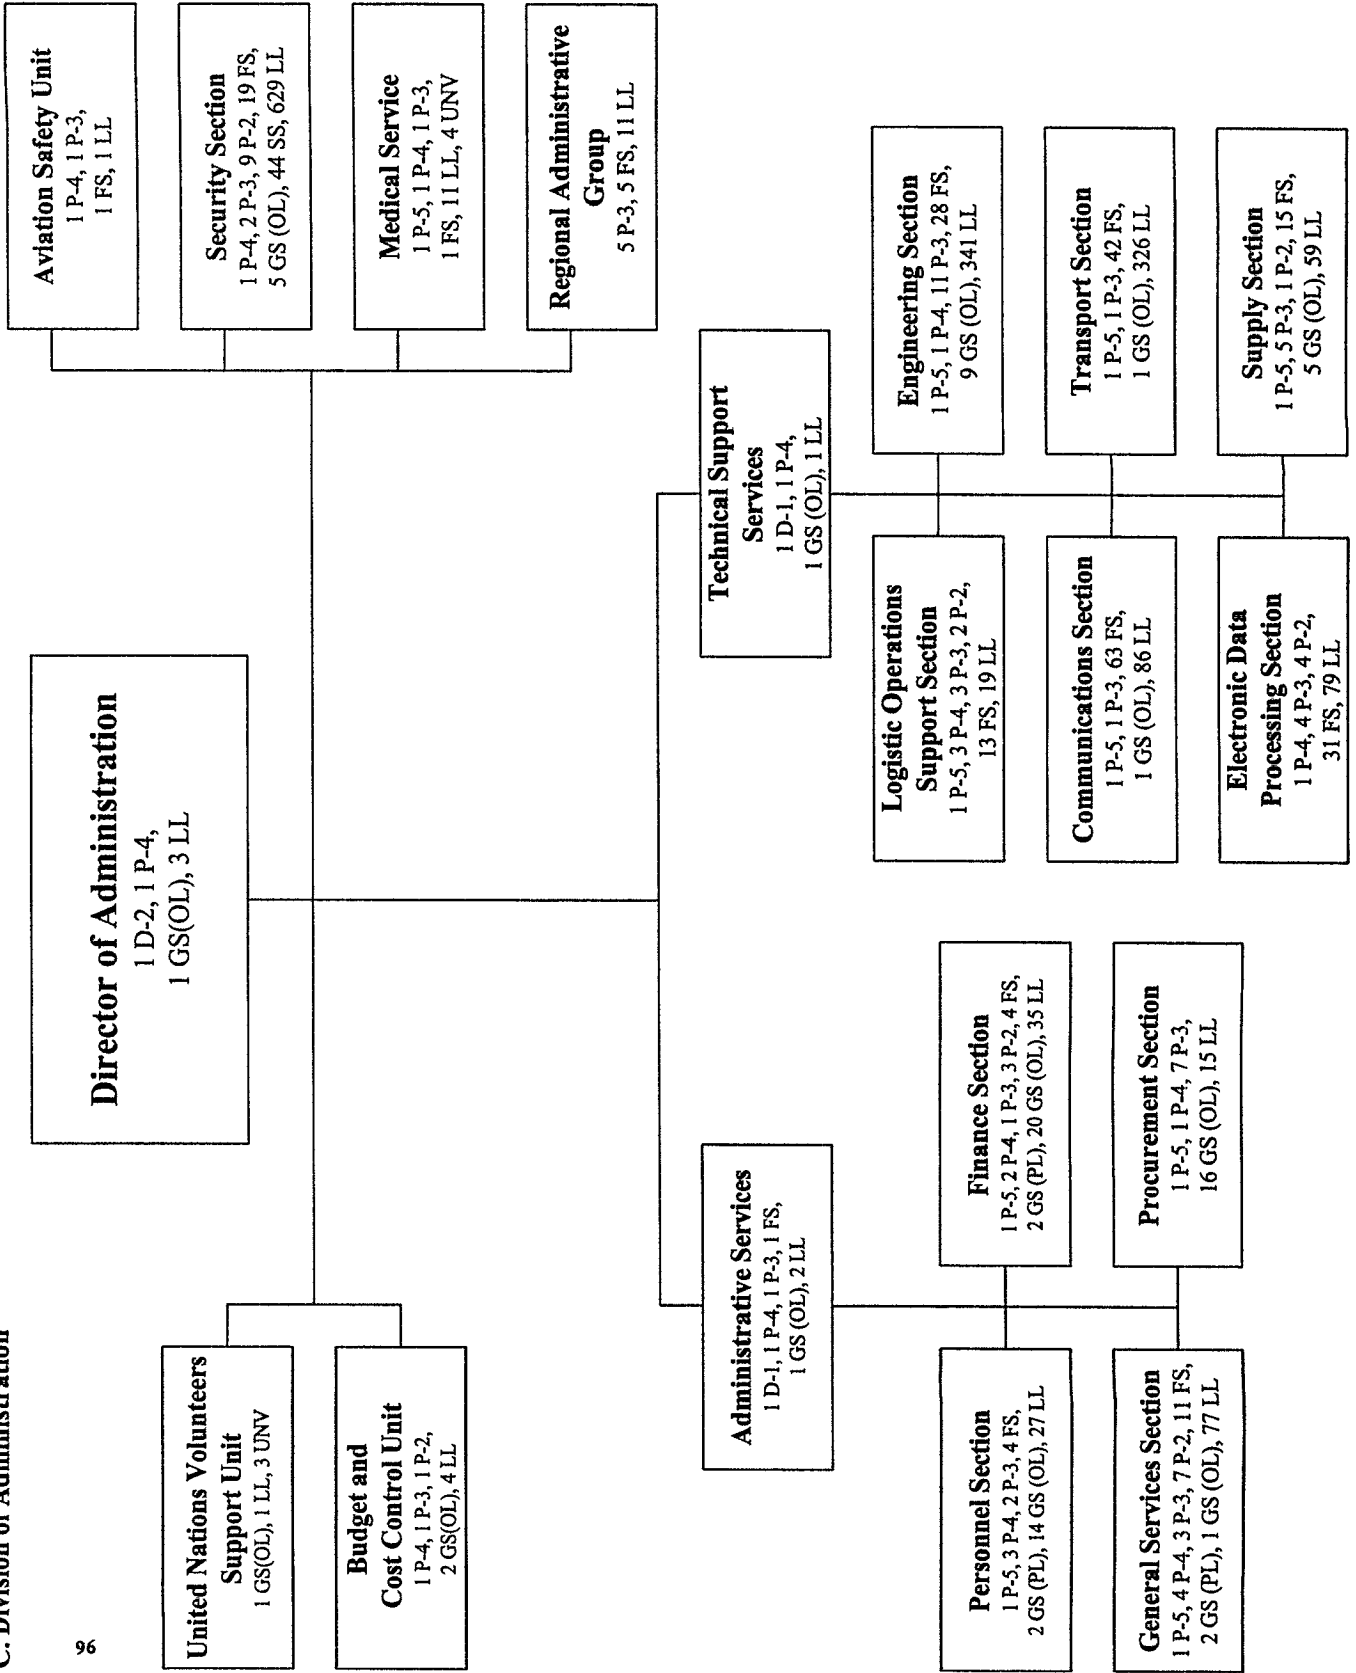 C. Division of Administration
96
Director of Administration
1 D-2, 1 P-4,
1 GS(OL), 3 LL
United Nations Volunteers
Support Unit
1 GS(OL), 1 LL, 3 UNV
Budget and
Cost Control Unit
1 P-4, 1 P-3, 1 P-2,
2 GS(OL), 4 LL
Aviation Safety Unit
1 P-4, 1 P-3,
1 FS, 1 LL
Security Section
1 P-4, 2 P-3, 9 P-2, 19 FS,
5 GS (OL), 44 SS, 629 LL
Medical Service
1 P-5, 1 P-4, 1 P-3,
1 FS, 11 LL, 4 UNV
Regional Administrative
Group
5 P-3, 5 FS, 11 LL
Administrative Services
1 D-1, 1 P-4, 1 P-3, 1 FS,
1 GS (OL), 2 LL
Personnel Section
1 P-5, 3 P-4, 2 P-3, 4 FS,
2 GS (PL), 14 GS (OL), 27 LL
Finance Section
1 P-5, 2 P-4, 1 P-3, 3 P-2, 4 FS,
2 GS (PL), 20 GS (OL), 35 LL
General Services Section
1 P-5, 4 P-4, 3 P-3, 7 P-2, 11 FS,
2 GS (PL), 1 GS (OL), 77 LL
Procurement Section
1 P-5, 1 P-4, 7 P-3,
16 GS (OL), 15 LL
Technical Support
Services
1 D-1, 1 P-4,
1 GS (OL), 1 LL
Logistic Operations
Support Section
1 P-5, 3 P-4, 3 P-3, 2 P-2,
13 FS, 19 LL
Engineering Section
1 P-5, 1 P-4, 11 P-3, 28 FS,
9 GS (OL), 341 LL
Communications Section
1 P-5, 1 P-3, 63 FS,
1 GS (OL), 86 LL
Transport Section
1 P-5, 1 P-3, 42 FS,
1 GS (OL), 326 LL
Electronic Data
Processing Section
1 P-4, 4 P-3, 4 P-2,
31 FS, 79 LL
Supply Section
1 P-5, 5 P-3, 1 P-2, 15 FS,
5 GS (OL), 59 LL